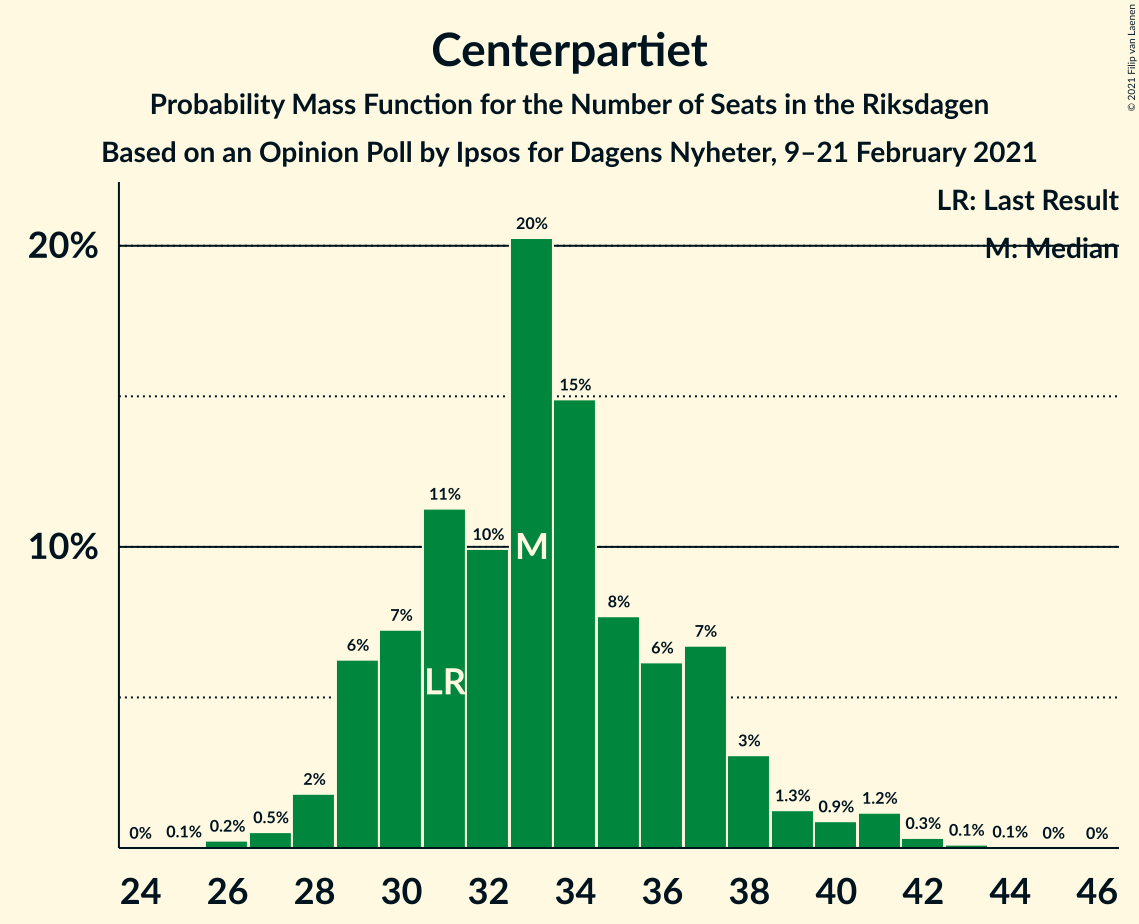 Centerpartiet
Probability Mass Function for the Number of Seats in the Riksdagen
Based on an Opinion Poll by Ipsos for Dagens Nyheter, 9–21 February 2021
© 2021 Filip van Laenen
LR: Last Result
M: Median
20%
10%
0% 0.1% 0.2% 0.5% 2% 6% 7% 11% 10% 20% 15% 8% 6% 7% 3% 1.3% 0.9% 1.2% 0.3% 0.1% 0.1% 0% 0%
LR
M
24 26 28 30 32 34 36 38 40 42 44 46